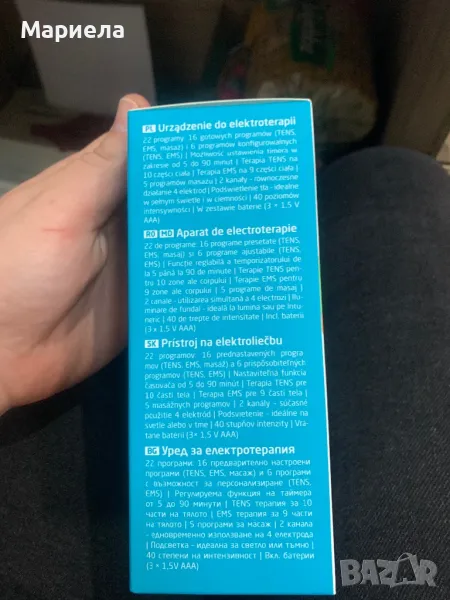 Мариела
PL Urządzenie do elektroterapii
22 programy: 16 gotowych programów (TENS,
EMS, masaż) i 6 programów konfigurowalnych
(TENS, EMS) | Możliwość ustawienia timera w
zakresie od 5 do 90 minut | Terapia TENS na
10 części ciała | Terapia EMS na 9 części ciała |
5 programów masażu | 2 kanały - równoczesne
działanie 4 elektrod | Podświetlenie tła - idealne
w pełnym świetle i w ciemności | 40 poziomów
intensywności | W zestawie baterie (3 × 1,5 V
AAA)
RO MD Aparat de electroterapie
22 de programe: 16 programe presetate (TENS,
EMS, masaj) și 6 programe ajustabile (TENS,
EMS) | Funcție reglabilă a temporizatorului de
la 5 până la 90 de minute | Terapie TENS pen-
tru 10 zone ale corpului | Terapie EMS pentru
9 zone ale corpului | 5 programe de masaj |
2 canale - utilizarea simultană a 4 electrozi | Ilu-
minare de fundal - ideală la lumină sau pe întu-
neric | 40 de trepte de intensitate | Incl. baterii
(3 × 1,5 V AAA)
SK Prístroj na elektroliečbu
22 programov: 16 prednastavených progra-
mov (TENS, EMS, masáž) a 6 prispôsobiteľných
programov (TENS, EMS) | Nastaviteľná funkcia
časovača od 5 do 90 minút | Terapia TENS pre
10 častí tela | Terapia EMS pre 9 častí tela |
5 masážnych programov | 2 kanály - súčasné
použitie 4 elektród | Podsvietenie - ideálne na
svetle alebo v tme | 40 stupňov intenzity | Vrá-
tane batérií (3× 1,5 V AAA)
BG Уред за електротерапия
22 програми: 16 предварително настроени
програми (TENS, EMS, масаж) и 6 програми
с възможност за персонализиране (TENS,
EMS) | Регулируема функция на таймера
от 5 до 90 минути | TENS терапия за 10
части на тялото | EMS терапия за 9 части
на тялото | 5 програми за масаж | 2 канала
- едновременно използване на 4 електрода
| Подсветка - идеална за светло или тъмно |
40 степени на интензивност | Вкл. батерии
(3 × 1,5V AAA)
BAZAR